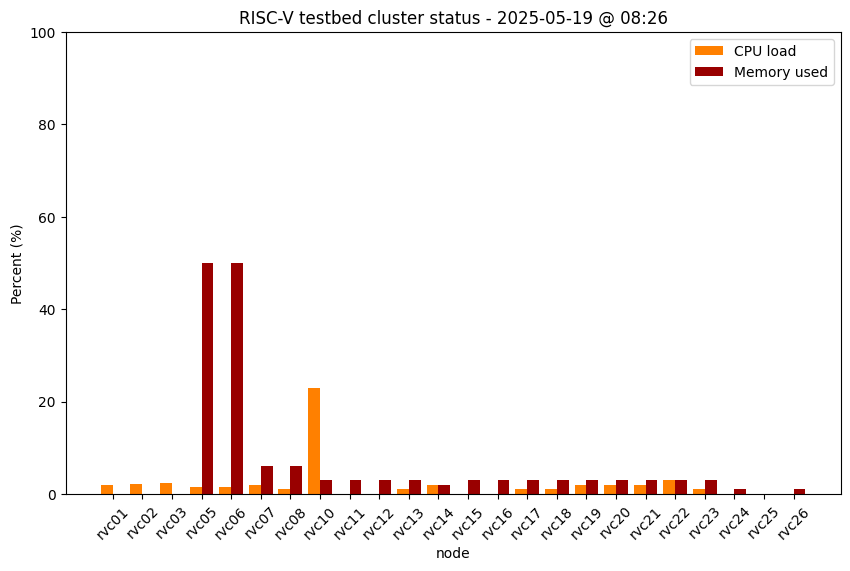 RISC-V testbed cluster status - 2025-05-19 @ 08:26
CPU load
Memory used
Percent (%)
100
80
60
40
20
0
rvc01
rvc02
rvc03
rvc05
rvc06
rvc07
rvc08
rvc10
rvc11
rvc12
rvc13
rvc14
rvc15
rvc16
rvc17
rvc18
rvc19
rvc20
rvc21
rvc22
rvc23
rvc24
rvc25
rvc26
node